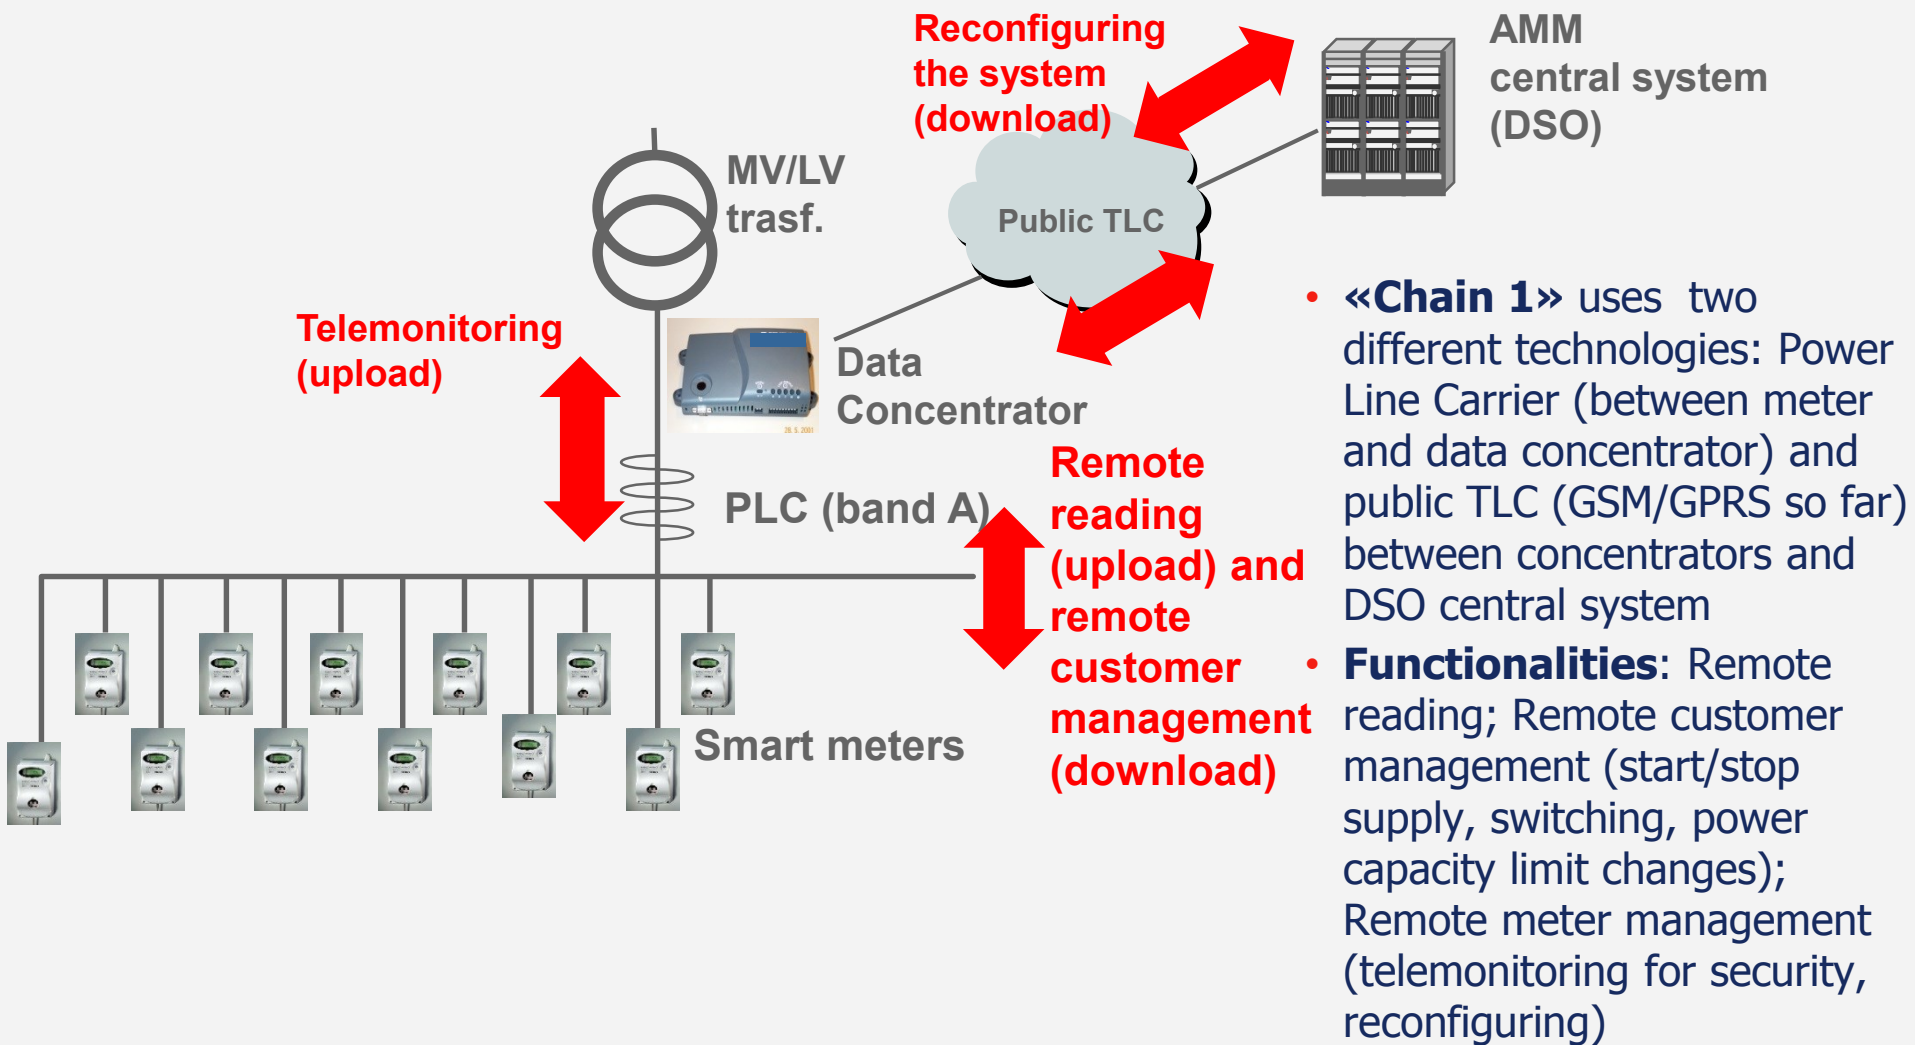 Reconfiguring
the system
(download)
AMM
central system
(DSO)
MV/LV
trasf.
Public TLC
Telemonitoring
(upload)
Data
Concentrator
28. 5. 2001
PLC (band A)
Remote
reading
(upload) and
remote
customer
management
(download)
Smart meters
• «Chain 1» uses two
different technologies: Power
Line Carrier (between meter
and data concentrator) and
public TLC (GSM/GPRS so far)
between concentrators and
DSO central system
• Functionalities: Remote
reading; Remote customer
management (start/stop
supply, switching, power
capacity limit changes);
Remote meter management
(telemonitoring for security,
reconfiguring)